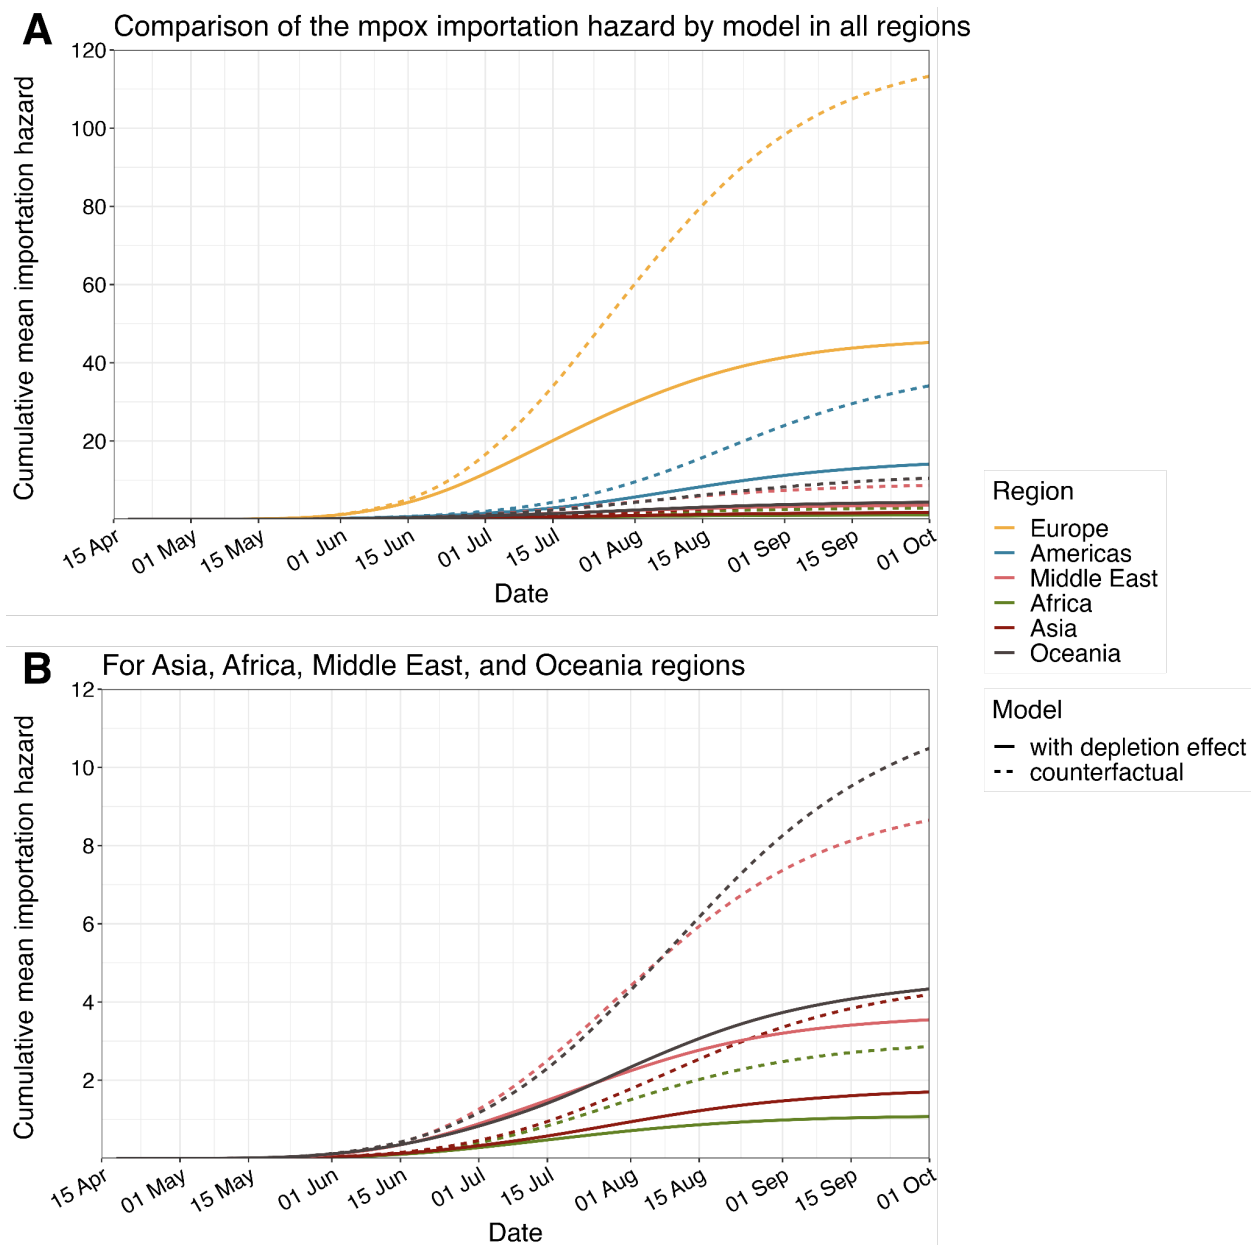 A
Comparison of the mpox importation hazard by model in all regions
Cumulative mean importation hazard
120
100
80
60
40
20
15 Apr
01 May
15 May
01 Jun
15 Jun
01 Jul
15 Jul
01 Aug
15 Aug
01 Sep
15 Sep
01 Oct
Date
B
For Asia, Africa, Middle East, and Oceania regions
Cumulative mean importation hazard
12
10
8
6
4
2
15 Apr
01 May
15 May
01 Jun
15 Jun
01 Jul
15 Jul
01 Aug
15 Aug
01 Sep
15 Sep
01 Oct
Date
Region
Europe
Americas
Middle East
Africa
Asia
Oceania
Model
with depletion effect
counterfactual